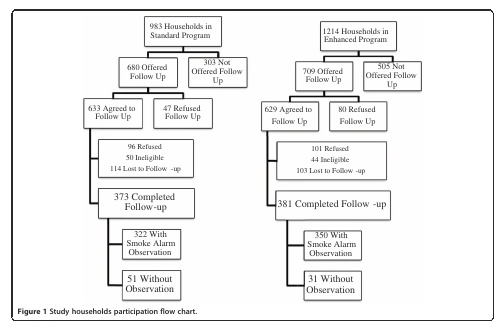 983 Households in
Standard Program
680 Offered
Follow Up
303 Not
Offered Follow
Up
633 Agreed to
Follow Up
47 Refused
Follow Up
96 Refused
50 Ineligible
114 Lost to Follow -up
373 Completed
Follow-up
322 With
Smoke Alarm
Observation
51 Without
Observation
1214 Households in
Enhanced Program
709 Offered
Follow Up
505 Not
Offered Follow
Up
629 Agreed to
Follow Up
80 Refused
Follow Up
101 Refused
44 Ineligible
103 Lost to Follow -up
381 Completed Follow -up
350 With
Smoke Alarm
Observation
31 Without
Observation
Figure 1 Study households participation flow chart.